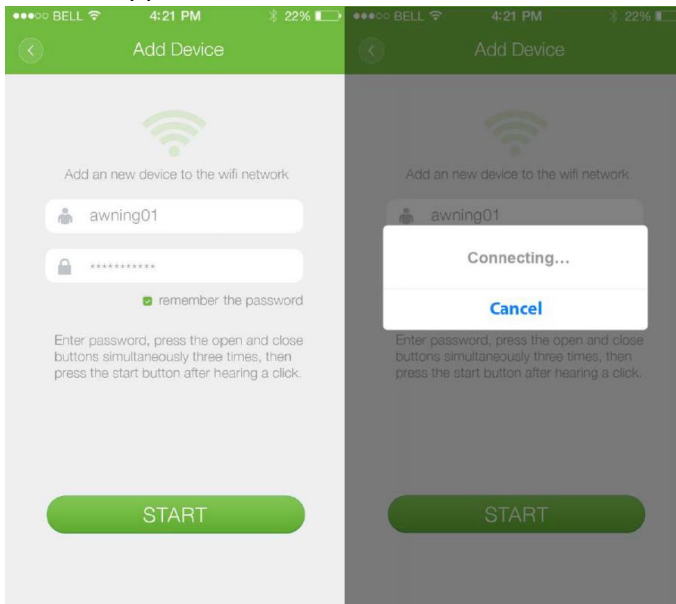 BELL 4:21 PM 22%
Add Device
Add an new device to the wifi network
awning01
***********
remember the password
Enter password, press the open and close
buttons simultaneously three times, then
press the start button after hearing a click.
START
BELL 4:21 PM 22%
Add Device
Add an new device to the wifi network
awning01
Connecting...
Cancel
Enter password, press the open and close
buttons simultaneously three times, then
press the start button after hearing a click.
START